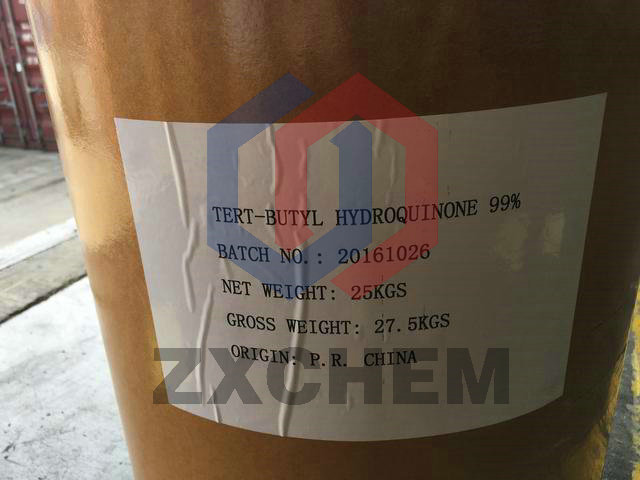 TERT-BUTYL HYDROQUINONE 99%
BATCH NO.: 20161026
NET WEIGHT: 25KGS
GROSS WEIGHT: 27.5KGS
ORIGIN: P.R. CHINA
ZXCHEM